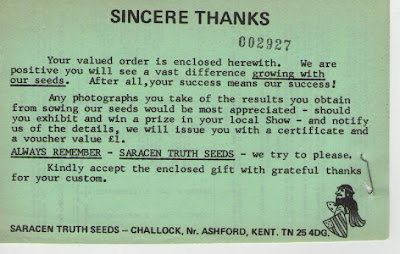 SINCERE THANKS
002927
Your valued order is enclosed herewith. We are
positive you will see a vast difference growing with
our seeds. After all,your success means our success!
Any photographs you take of the results you obtain
from sowing our seeds would be most appreciated - should
you exhibit and win a prize in your local Show - and notify
us of the details, we will issue you with a certificate and
a voucher value £1.
ALWAYS REMEMBER - SARACEN TRUTH SEEDS - we try to please.
Kindly accept the enclosed gift with grateful thanks
for your custom.
SARACEN TRUTH SEEDS – CHALLOCK, Nr. ASHFORD, KENT. TN 25 4DG.